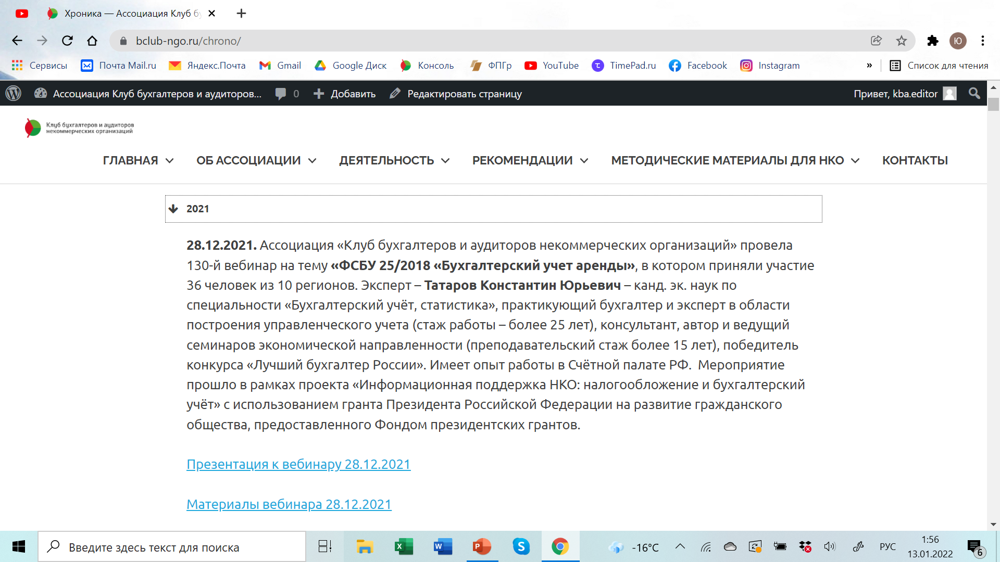 Хроника — Ассоциация Клуб б
bclub-ngo.ru/chrono/
Ю
Сервисы
Почта Mail.ru
Яндекс.Почта
Gmail
Google Диск
Консоль
ФПГр
YouTube
TimePad.ru
Facebook
Instagram
»
Список для чтения
Ассоциация Клуб бухгалтеров и аудиторов...
0
Добавить
Редактировать страницу
Привет, kba.editor
Клуб бухгалтеров и аудиторов
некоммерческих организаций
ГЛАВНАЯ
ОБ АССОЦИАЦИИ
ДЕЯТЕЛЬНОСТЬ
РЕКОМЕНДАЦИИ
МЕТОДИЧЕСКИЕ МАТЕРИАЛЫ ДЛЯ НКО
КОНТАКТЫ
2021
28.12.2021. Ассоциация «Клуб бухгалтеров и аудиторов некоммерческих организаций» провела
130-й вебинар на тему «ФСБУ 25/2018 «Бухгалтерский учет аренды», в котором приняли участие
36 человек из 10 регионов. Эксперт – Татаров Константин Юрьевич – канд. эк. наук по
специальности «Бухгалтерский учёт, статистика», практикующий бухгалтер и эксперт в области
построения управленческого учета (стаж работы – более 25 лет), консультант, автор и ведущий
семинаров экономической направленности (преподавательский стаж более 15 лет), победитель
конкурса «Лучший бухгалтер России». Имеет опыт работы в Счётной палате РФ. Мероприятие
прошло в рамках проекта «Информационная поддержка НКО: налогообложение и бухгалтерский
учёт» с использованием гранта Президента Российской Федерации на развитие гражданского
общества, предоставленного Фондом президентских грантов.
Презентация к вебинару 28.12.2021
Материалы вебинара 28.12.2021
Введите здесь текст для поиска
-16°C
РУС
1:56
13.01.2022
6